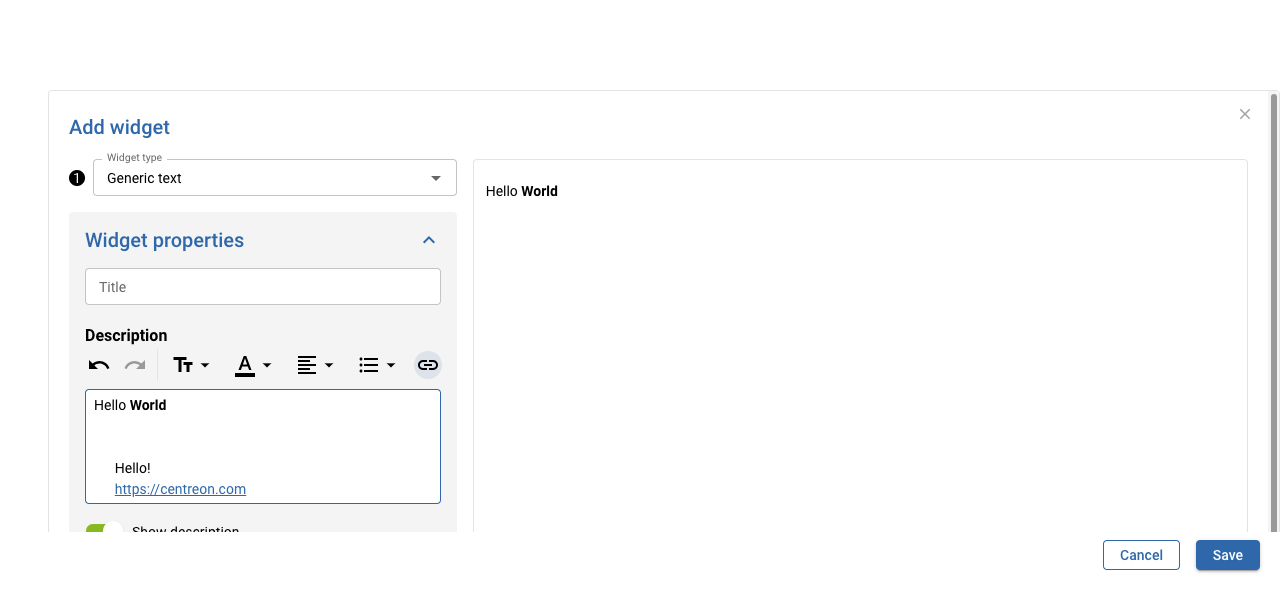 Add widget
Widget type
1 Generic text
Hello World
Widget properties
Title
Description
A
Hello World
Hello!
https://centreon.com
Show description
Cancel
Save